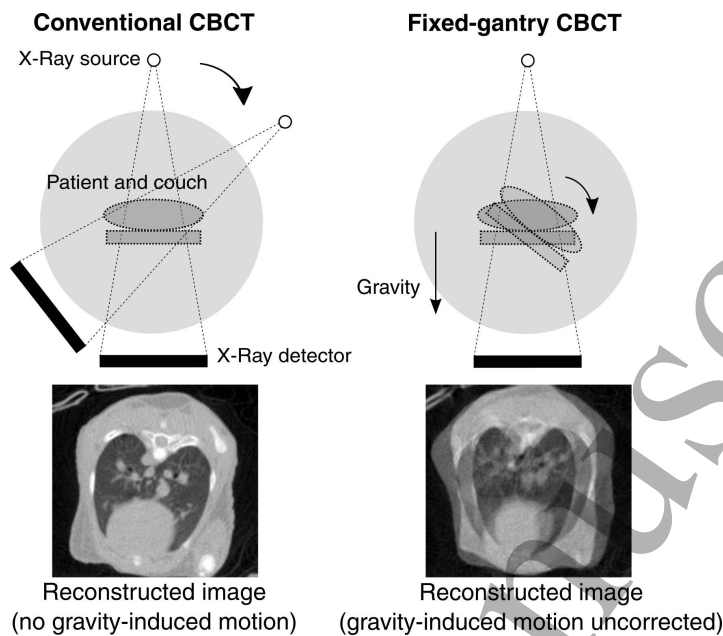 Conventional CBCT
Fixed-gantry CBCT
X-Ray source
Patient and couch
Gravity
X-Ray detector
Reconstructed image
(no gravity-induced motion)
Reconstructed image
(gravity-induced motion uncorrected)